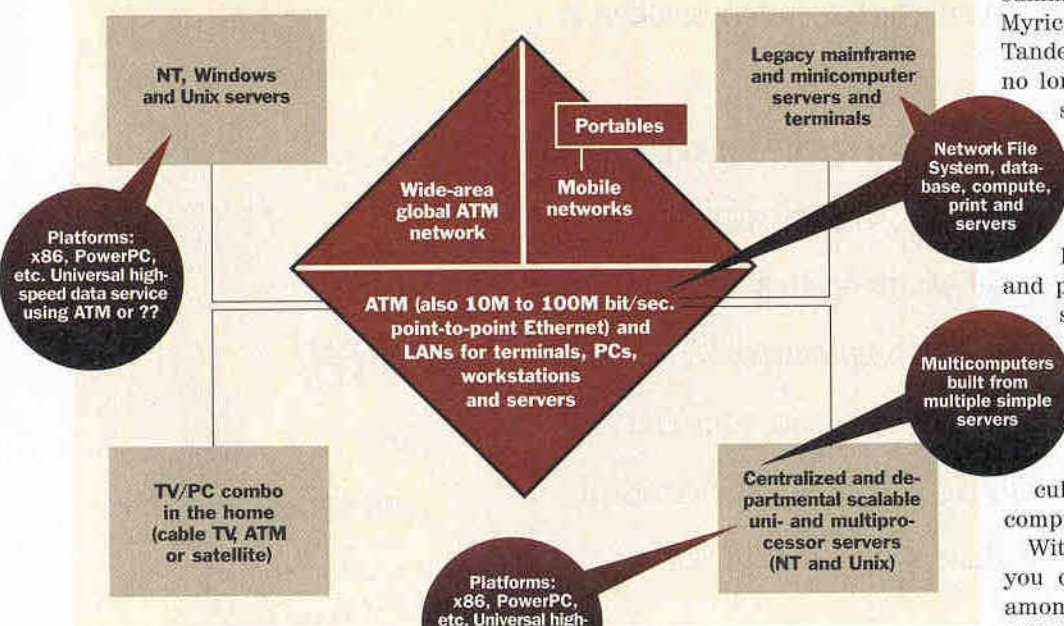 NT, Windows
and Unix servers
Platforms:
x86, PowerPC,
etc. Universal high-
speed data service
using ATM or ??
Wide-area
global ATM
network
Portables
Mobile
networks
Legacy mainframe
and minicomputer
servers and
terminals
Network File
System, data-
base, compute,
print and
servers
ATM (also 10M to 100M bit/sec.
point-to-point Ethernet) and
LANs for terminals, PCs,
workstations
and servers
Multicomputers
built from
multiple simple
servers
TV/PC combo
in the home
(cable TV, ATM
or satellite)
Centralized and de-
partmental scalable
uni- and multipro-
cessor servers
(NT and Unix)
Platforms:
x86, PowerPC,
etc. Universal high-
Myric
Tande
no lon
s
and p
s
cul
comp
With
you c
amon